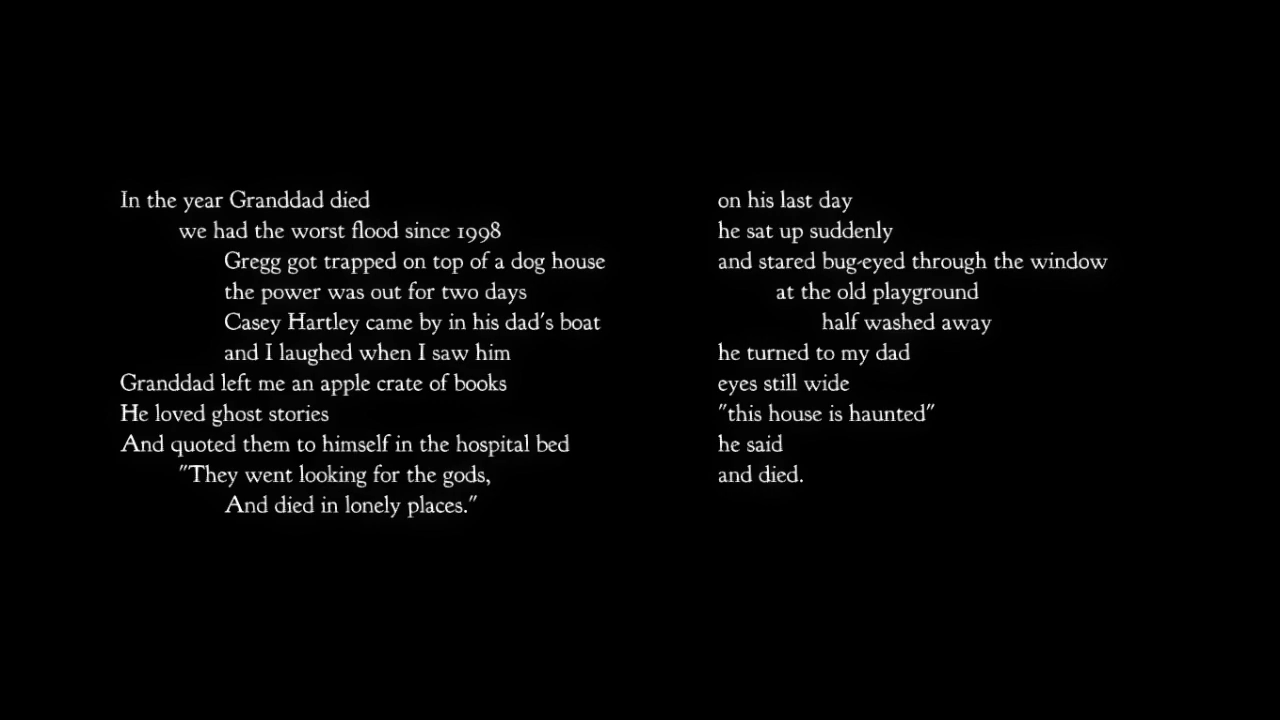 In the year Granddad died
we had the worst flood since 1998
Gregg got trapped on top of a dog house
the power was out for two days
Casey Hartley came by in his dad's boat
and I laughed when I saw him
Granddad left me an apple crate of books
He loved ghost stories
And quoted them to himself in the hospital bed
"They went looking for the gods,
And died in lonely places."
on his last day
he sat up suddenly
and stared bug-eyed through the window
at the old playground
half washed away
he turned to my dad
eyes still wide
"this house is haunted"
he said
and died.